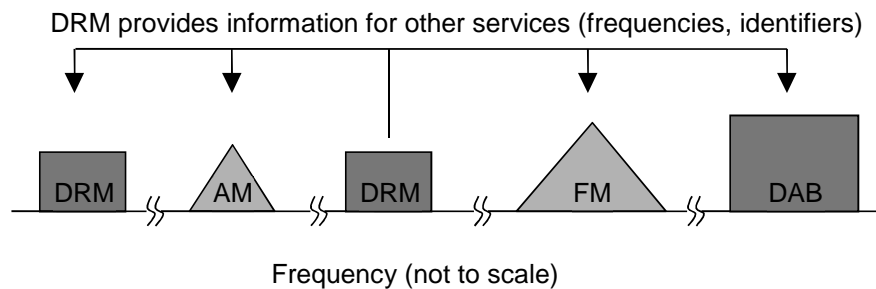 DRM provides information for other services (frequencies, identifiers)
DRM AM DRM FM DAB
Frequency (not to scale)